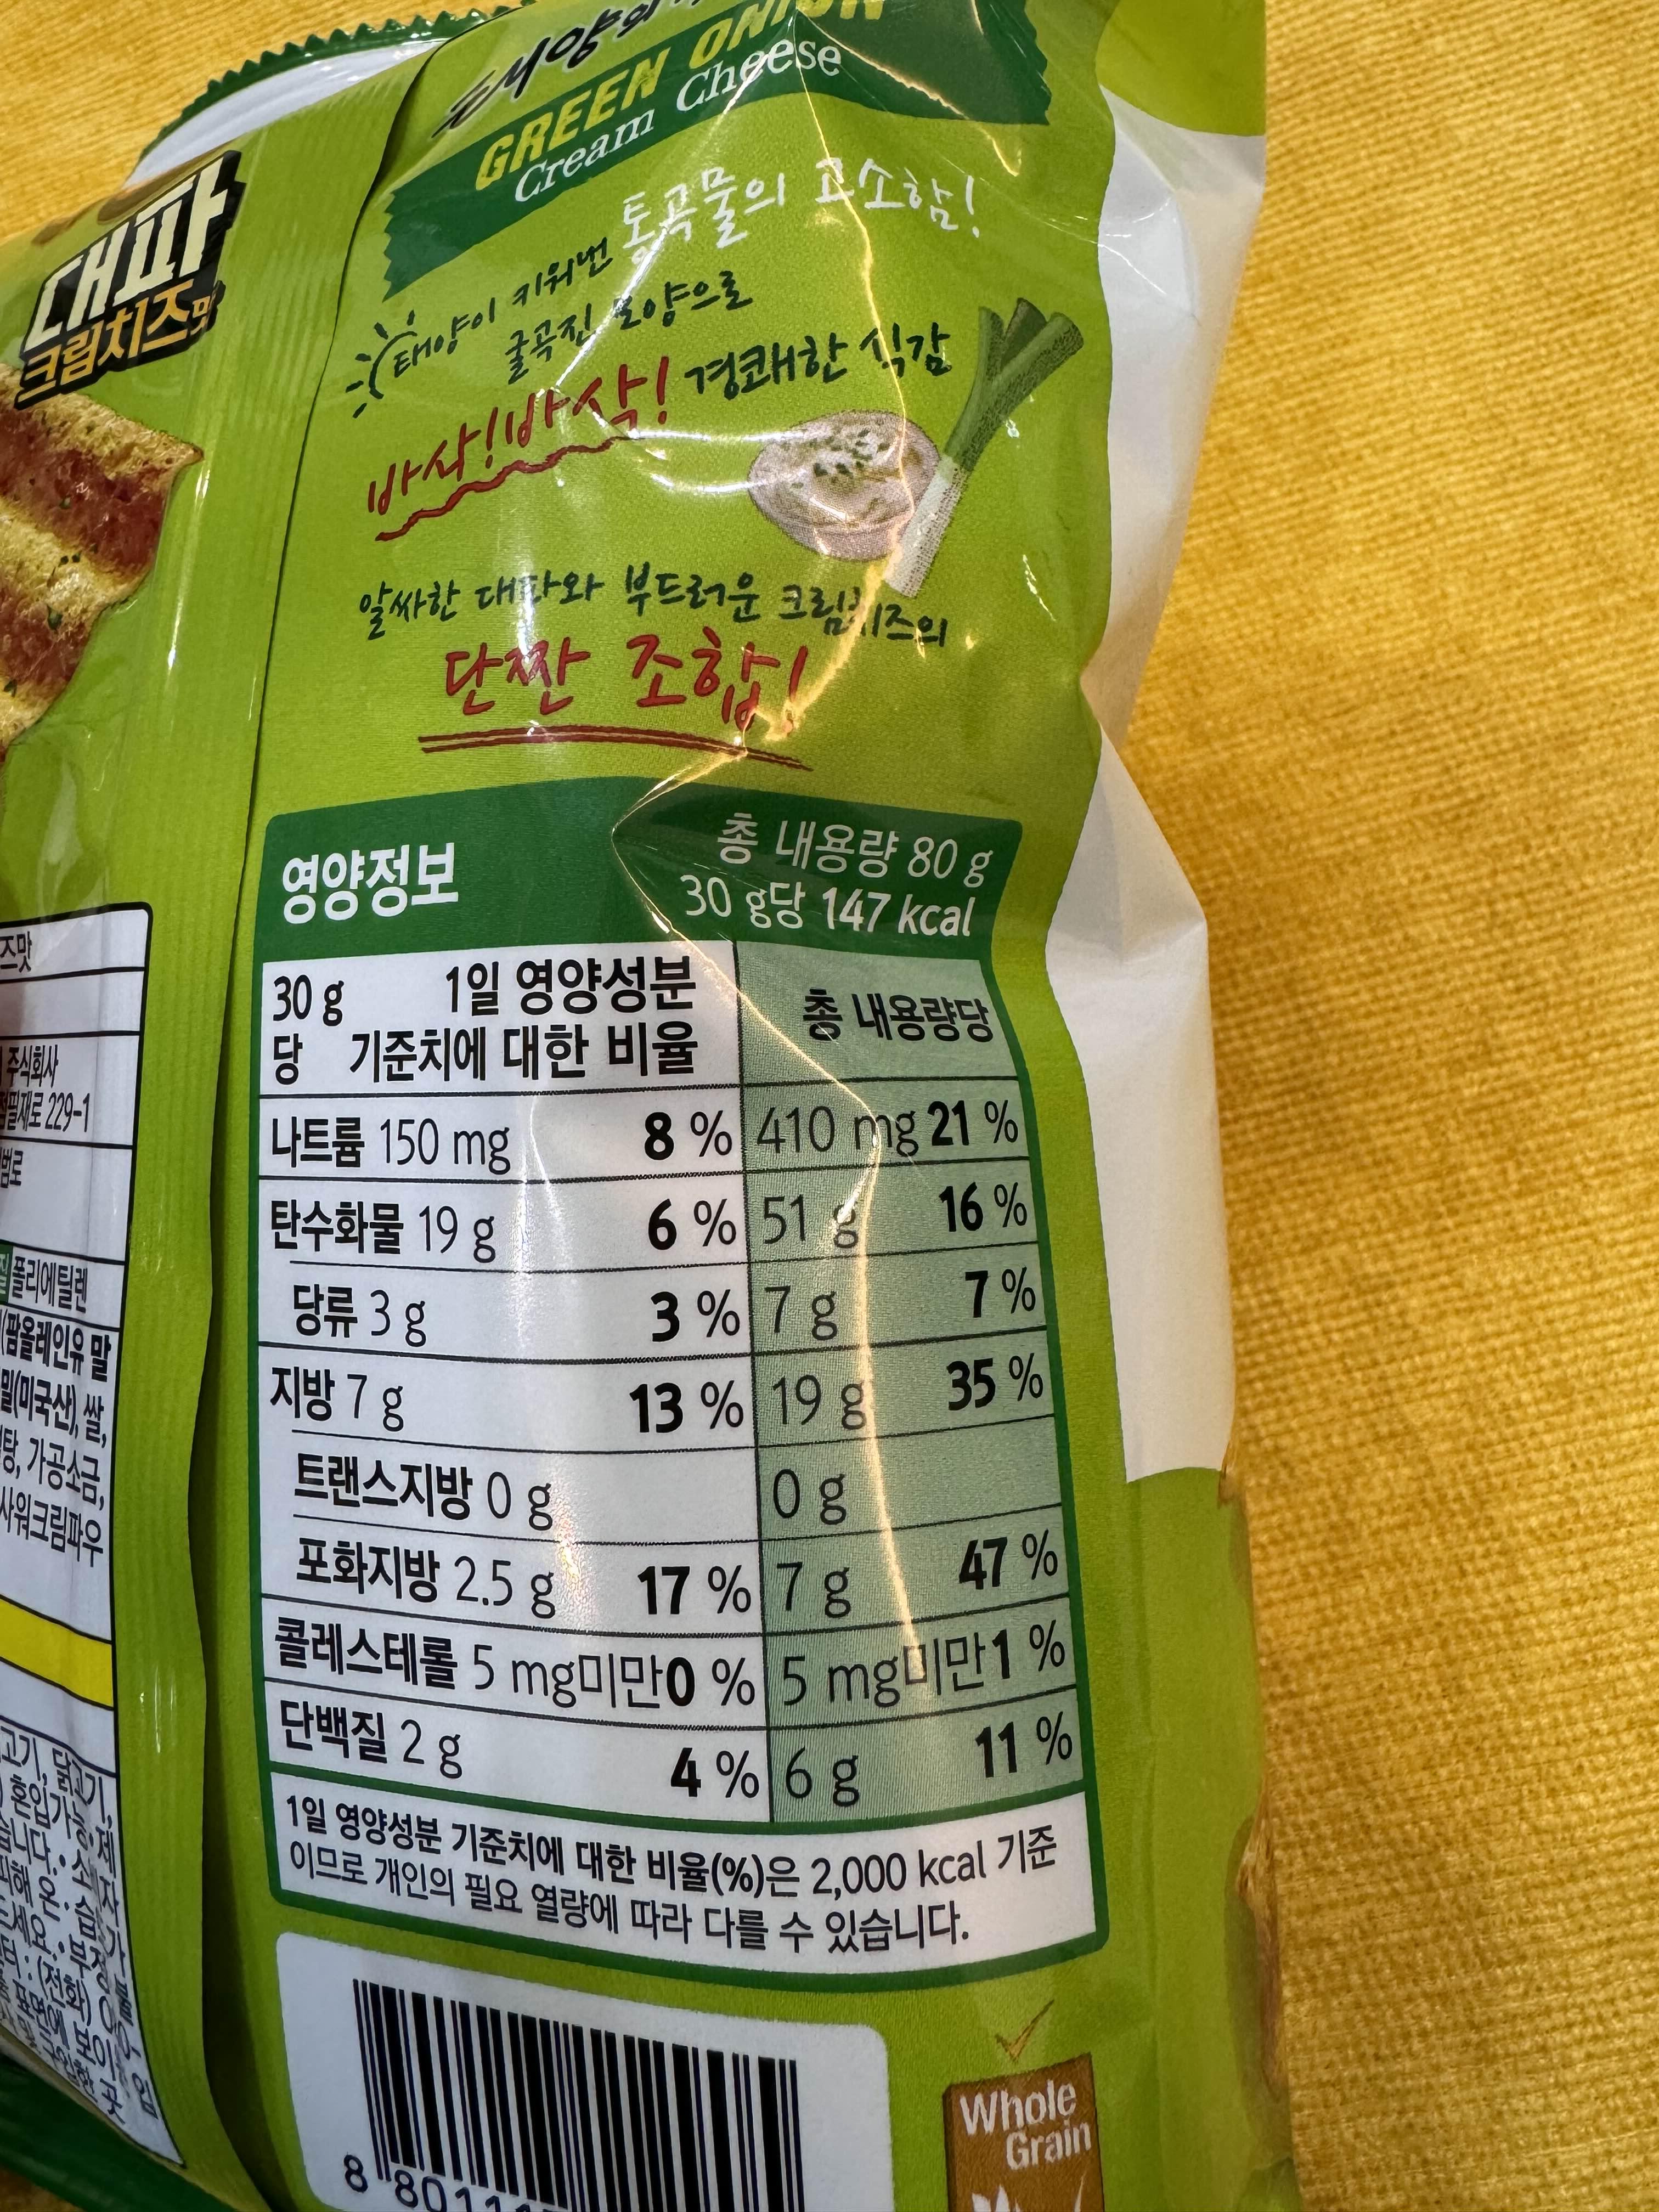 GREEN ONION
Cream Cheese
태양이 키워낸 통곡물의 고소함!
굴곡진 모양으로
바삭!바삭! 경쾌한 식감
알싸한 대파와 부드러운 크림치즈의
단짠 조합!
대파
크림치즈맛
영양정보
총 내용량 80 g
30 g당 147 kcal
30 g당 1일 영양성분 기준치에 대한 비율
총 내용량당
나트륨 150 mg 8 % 410 mg 21 %
탄수화물 19 g 6 % 51 g 16 %
당류 3 g 3 % 7 g 7 %
지방 7 g 13 % 19 g 35 %
트랜스지방 0 g 0 g
포화지방 2.5 g 17 % 7 g 47 %
콜레스테롤 5 mg미만 0 % 5 mg미만 1 %
단백질 2 g 4 % 6 g 11 %
1일 영양성분 기준치에 대한 비율(%)은 2,000 kcal 기준
이므로 개인의 필요 열량에 따라 다를 수 있습니다.
Whole
Grain
즈맛
주식회사
229-1
폴리에틸렌
(팜올레인유 말
밀(미국산), 쌀,
가공소금,
사워크림파우